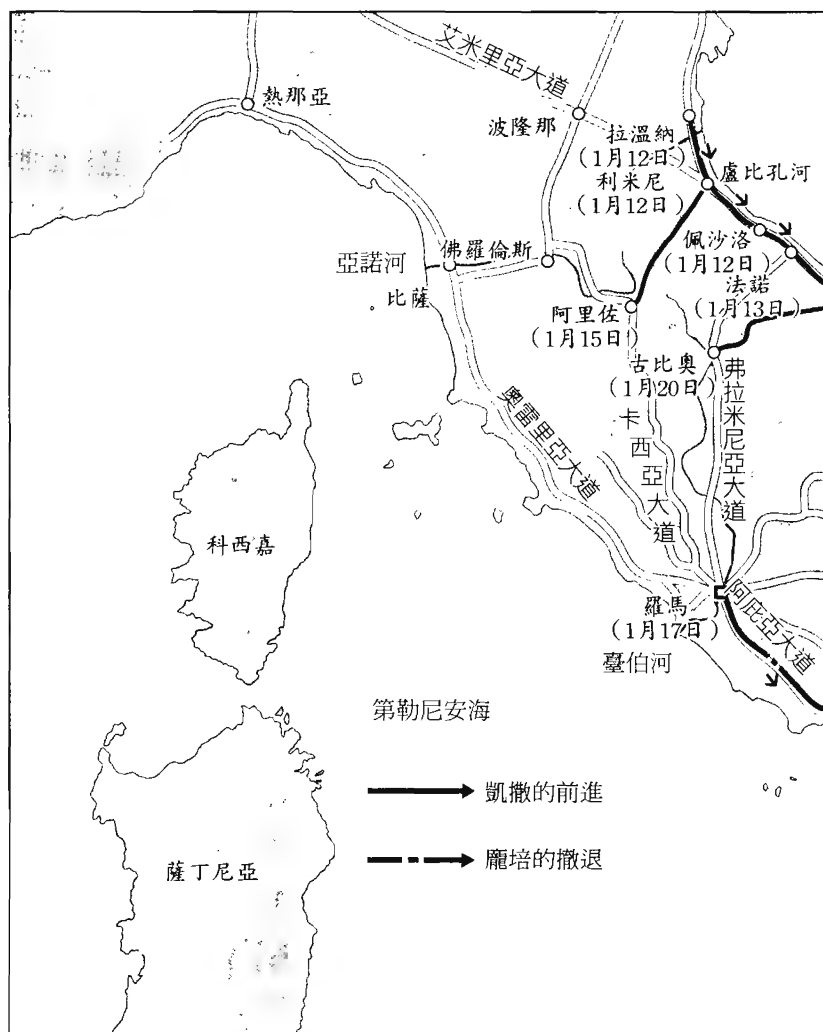 艾米里亞大道
熱那亞
波隆那
拉溫納
(1月12日)
盧比孔河
利米尼
(1月12日)
佩沙洛
(1月12日)
法諾
(1月13日)
佛羅倫斯
亞諾河
比薩
阿里佐
(1月15日)
古比奧
(1月20日)
弗拉米尼亞大道
卡西亞大道
奧雷里亞大道
科西嘉
羅馬
(1月17日)
阿庇亞大道
臺伯河
第勒尼安海
凱撒的前進
龐培的撤退
薩丁尼亞